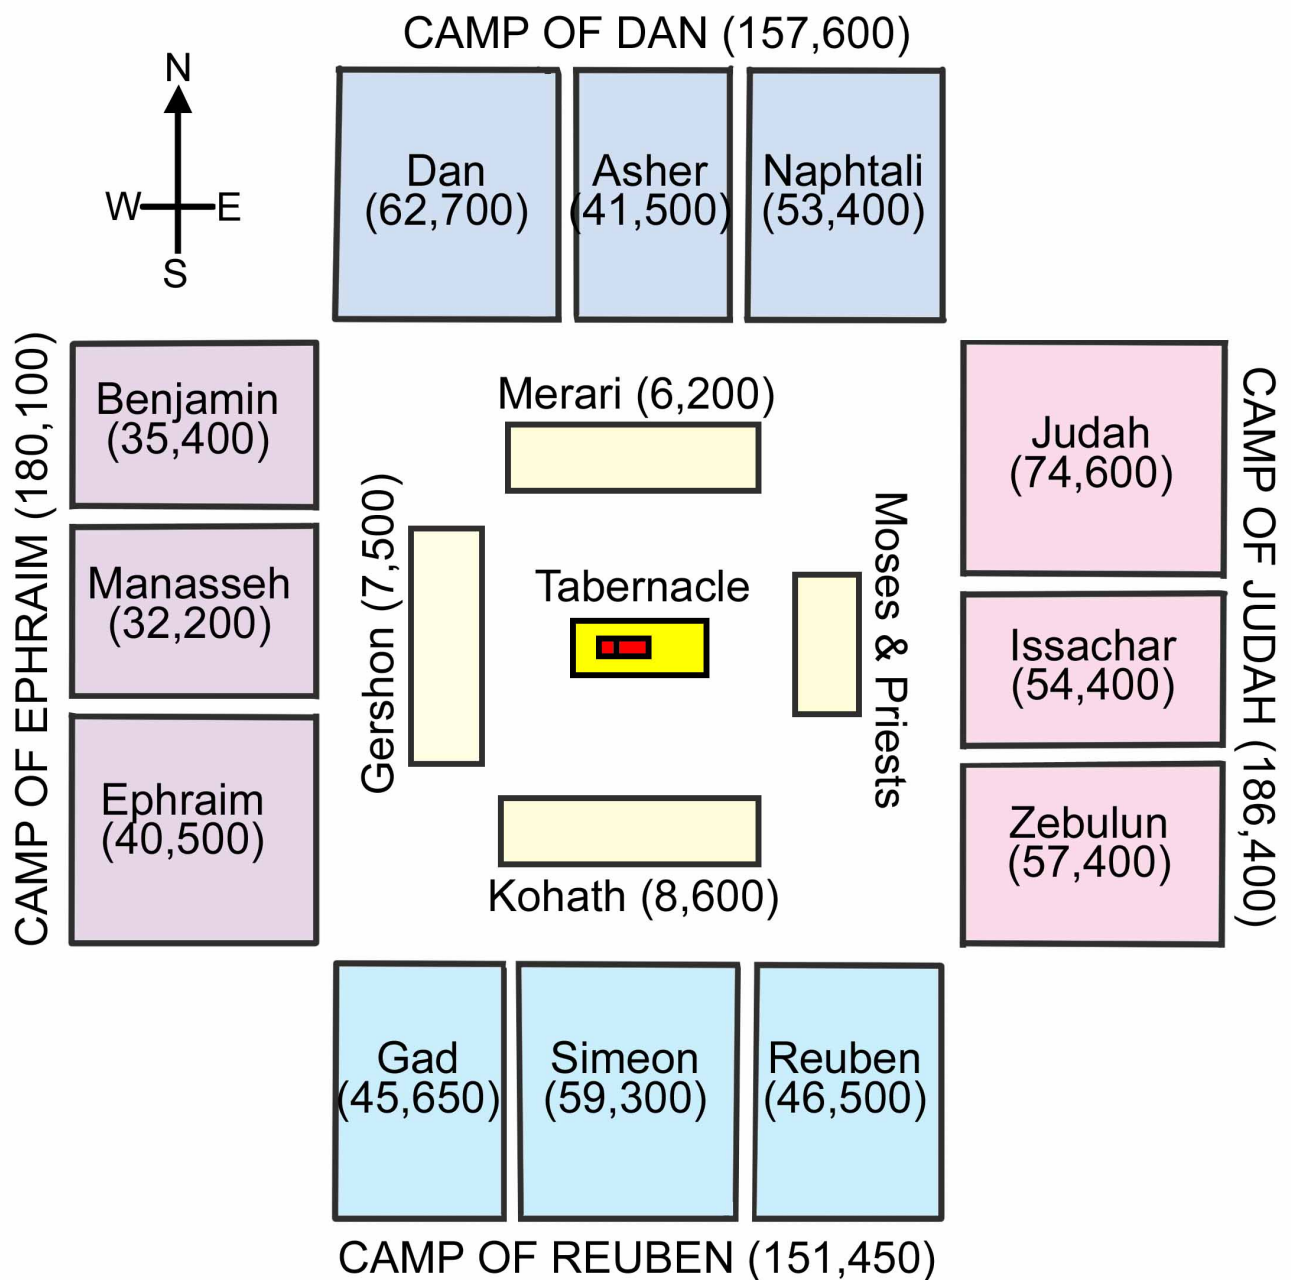 CAMP OF DAN (157,600)
N
W
E
S
Dan
(62,700)
Asher
(41,500)
Naphtali
(53,400)
CAMP OF EPHRAIM (180,100)
Benjamin
(35,400)
Manasseh
(32,200)
Ephraim
(40,500)
Merari (6,200)
Gershon (7,500)
Tabernacle
Moses & Priests
Kohath (8,600)
Judah
(74,600)
Issachar
(54,400)
Zebulun
(57,400)
CAMP OF JUDAH (186,400)
Gad
(45,650)
Simeon
(59,300)
Reuben
(46,500)
CAMP OF REUBEN (151,450)